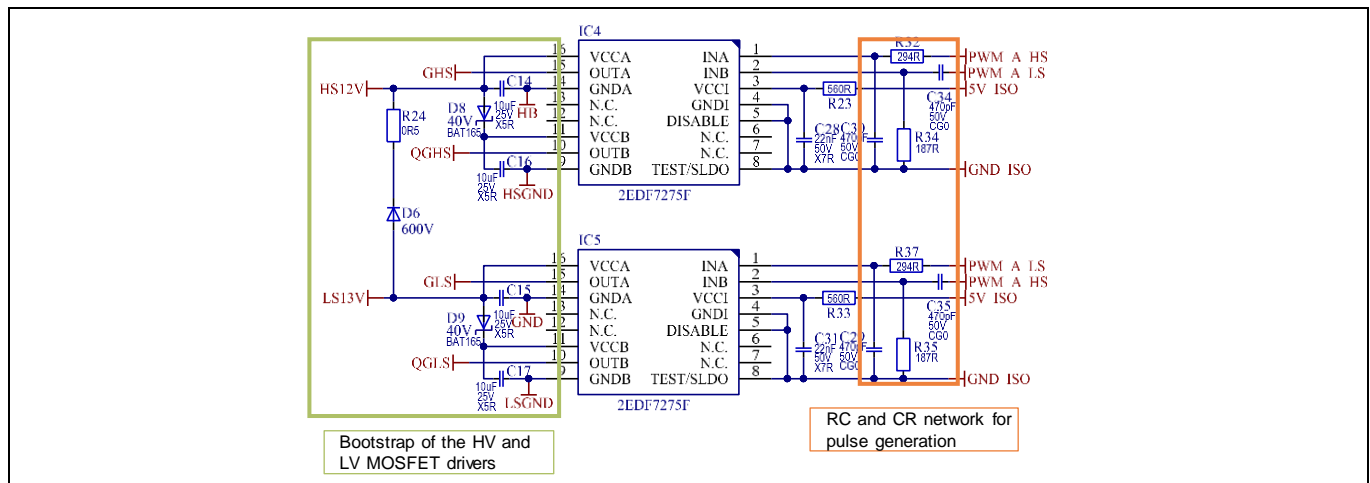 IC4
16 VCCA INA 1 R32 PWM A HS
294R
GHS 15 OUTA INB 2 PWM A LS
HS12V C14 14 GNDA VCCI 3 560R 5V ISO
R24 0R5 D8 40V BAT165 10uF 25V X5R HB 13 N.C. GNDI 4 R23 C34 470pF 50V CG0
12 N.C. DISABLE 5
11 VCCB N.C. 6 C28 22nF 50V X7R C30 470pF 50V CG0 R34 187R
QGHS 10 OUTB N.C. 7
C16 9 GNDB TEST/SLDO 8 GND ISO
10uF 25V X5R HSGND 2EDF7275F
D6 600V
IC5
16 VCCA INA 1 R37 PWM A LS
294R
GLS 15 OUTA INB 2 PWM A HS
LS13V C15 14 GNDA VCCI 3 560R 5V ISO
D9 40V BAT165 10uF 25V X5R GND 13 N.C. GNDI 4 R33 C35 470pF 50V CG0
12 N.C. DISABLE 5
11 VCCB N.C. 6 C31 22nF 50V X7R C29 470pF 50V CG0 R35 187R
QGLS 10 OUTB N.C. 7
C17 9 GNDB TEST/SLDO 8 GND ISO
10uF 25V X5R LSGND 2EDF7275F
Bootstrap of the HV and
LV MOSFET drivers
RC and CR network for
pulse generation